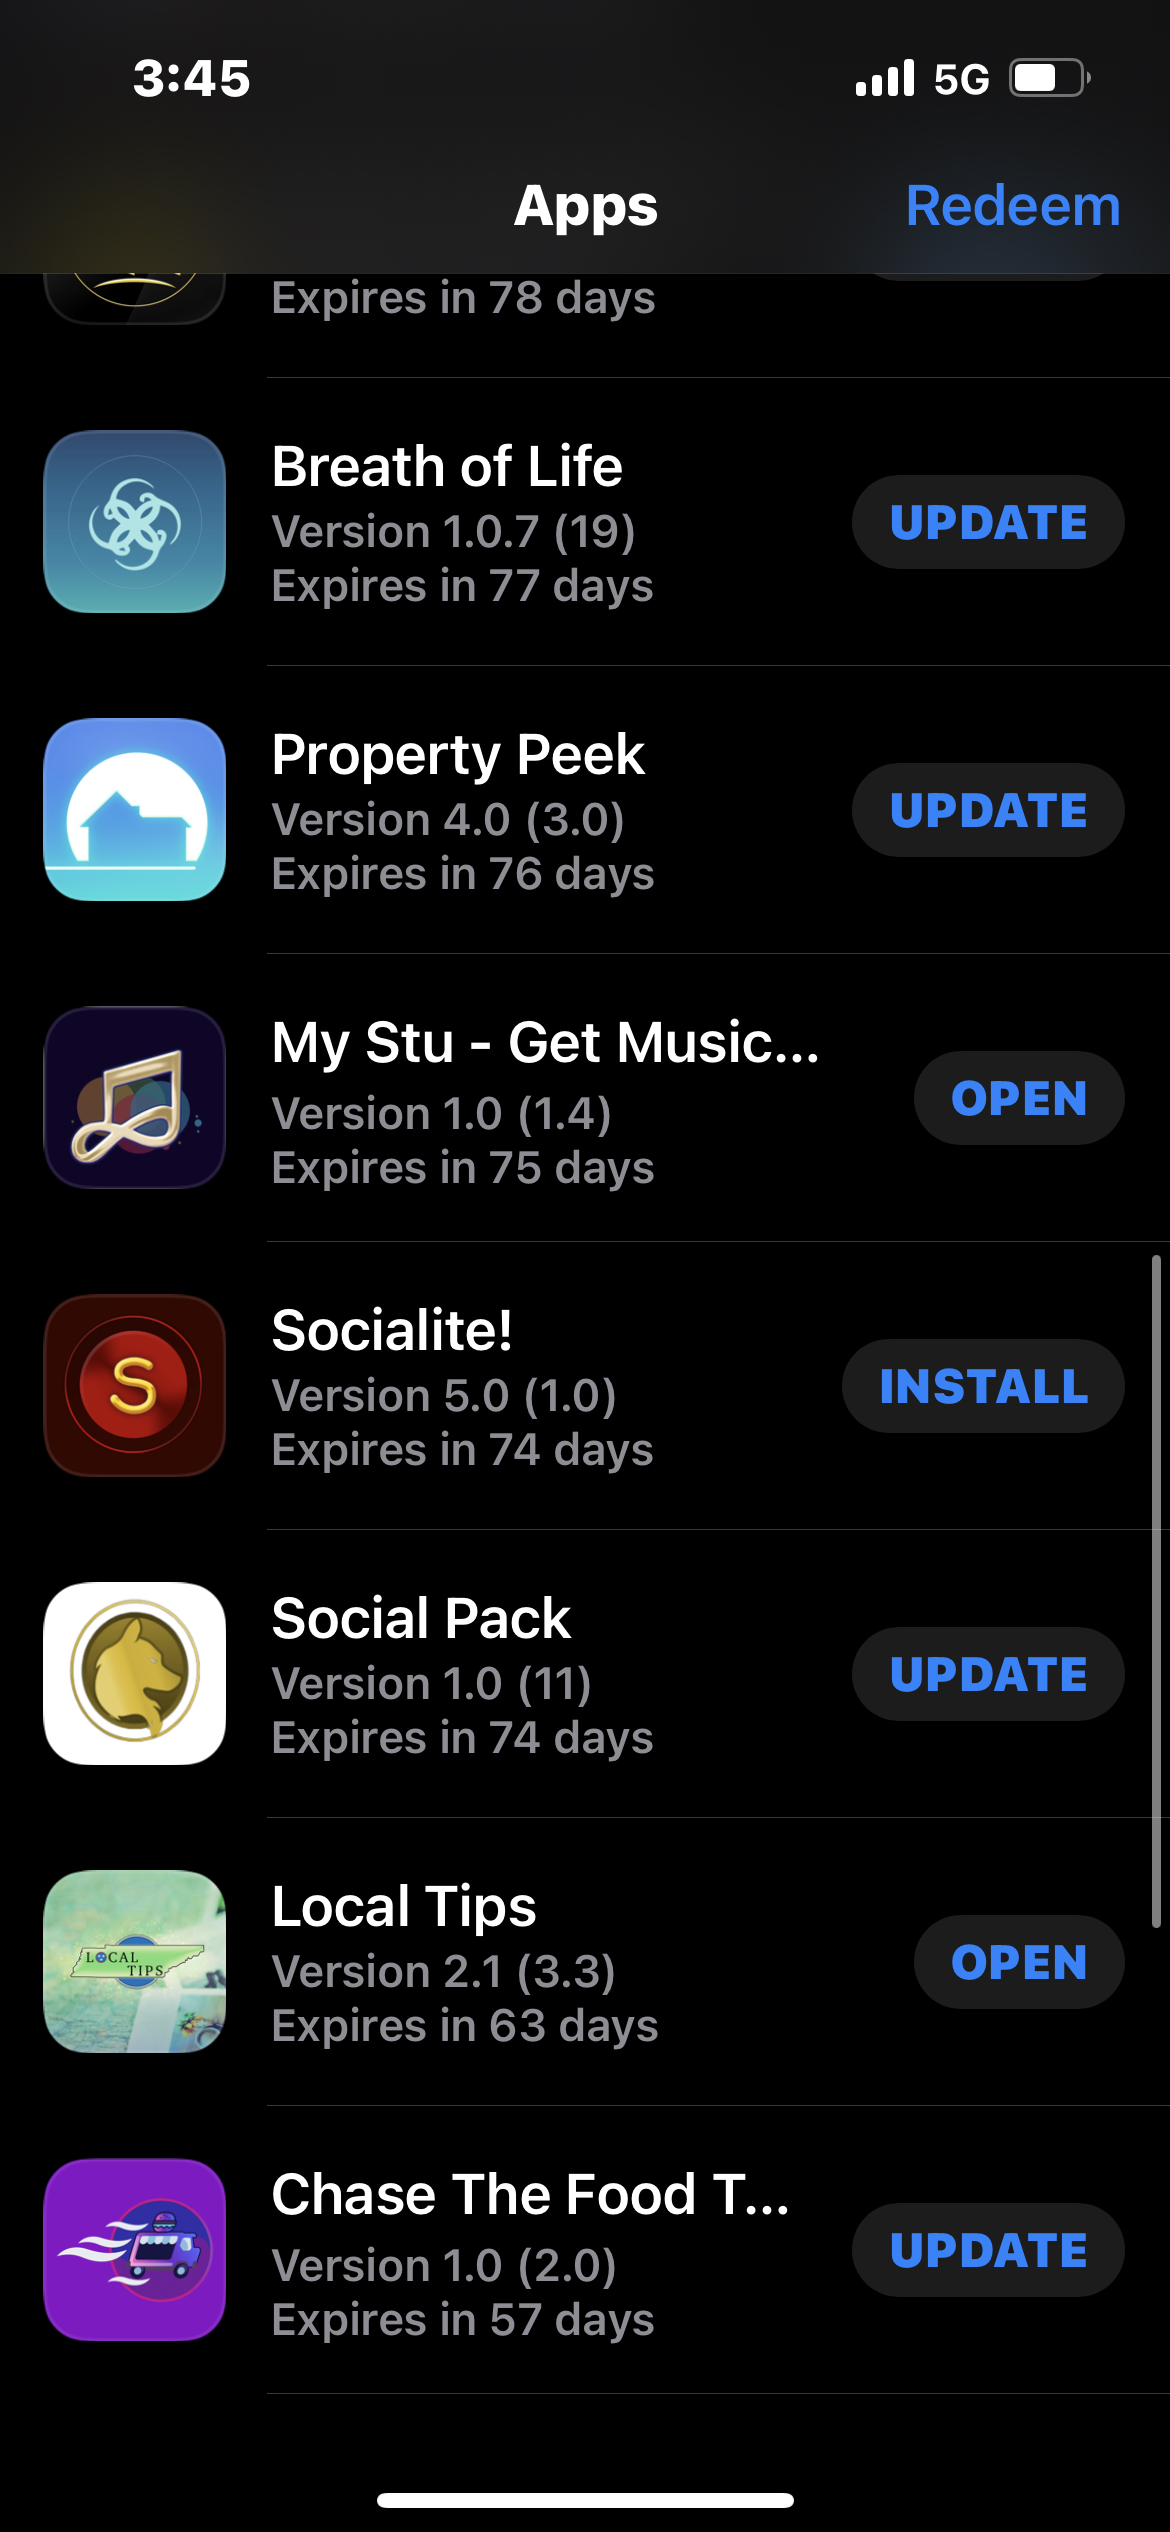 3:45 5G
Apps Redeem
Expires in 78 days
Breath of Life
Version 1.0.7 (19)
Expires in 77 days
UPDATE
Property Peek
Version 4.0 (3.0)
Expires in 76 days
UPDATE
My Stu - Get Music...
Version 1.0 (1.4)
Expires in 75 days
OPEN
S
Socialite!
Version 5.0 (1.0)
Expires in 74 days
INSTALL
Social Pack
Version 1.0 (11)
Expires in 74 days
UPDATE
LOCAL
TIPS
Local Tips
Version 2.1 (3.3)
Expires in 63 days
OPEN
Chase The Food T...
Version 1.0 (2.0)
Expires in 57 days
UPDATE